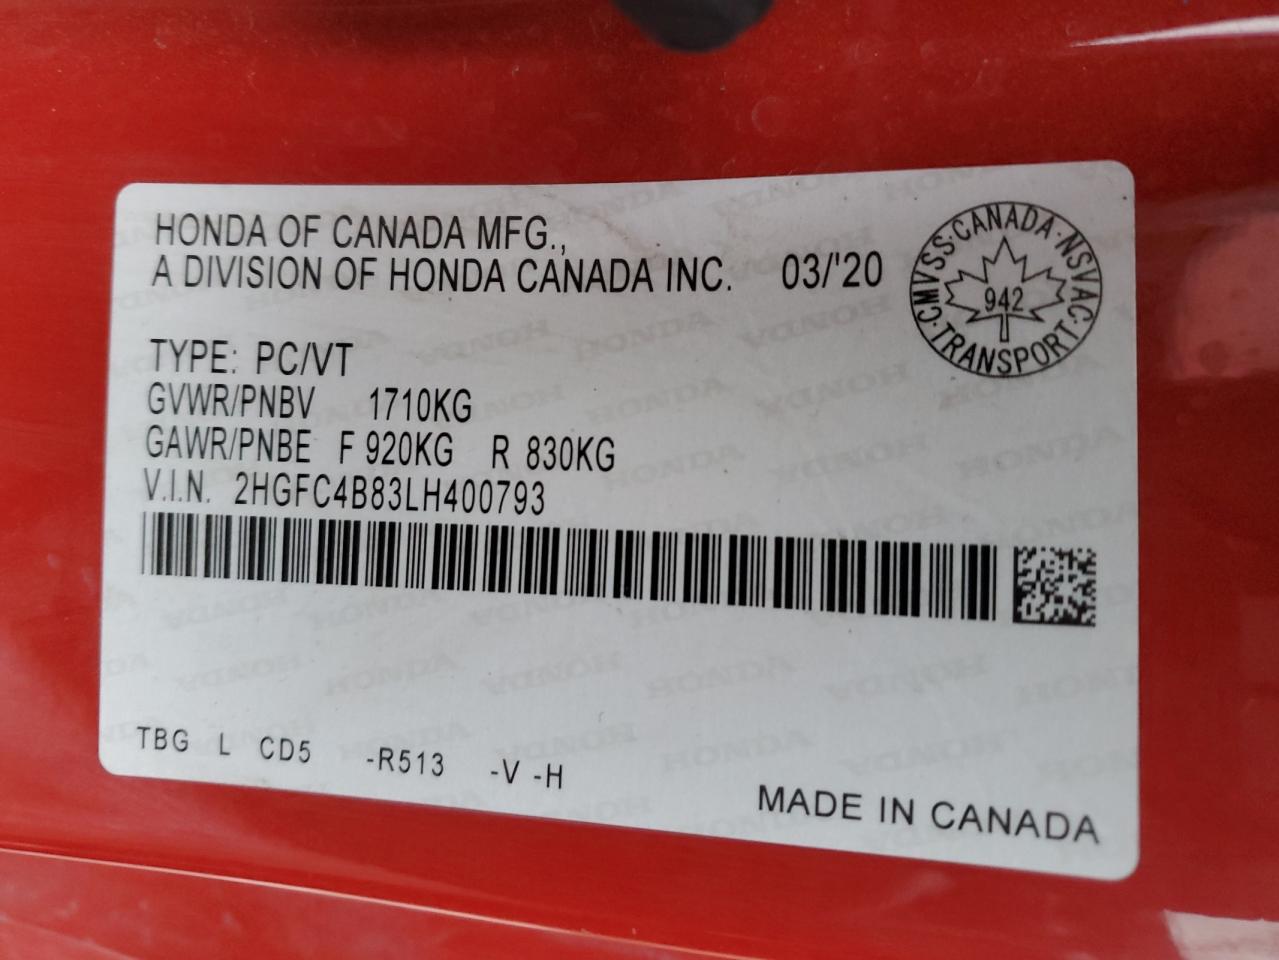 HONDA OF CANADA MFG.,
A DIVISION OF HONDA CANADA INC. 03/'20
CMVSS·CANADA·NSVAC·TRANSPORT·
942
TYPE: PC/VT
GVWR/PNBV 1710KG
GAWR/PNBE F 920KG R 830KG
V.I.N. 2HGFC4B83LH400793
TBG L CD5 -R513 -V -H
MADE IN CANADA